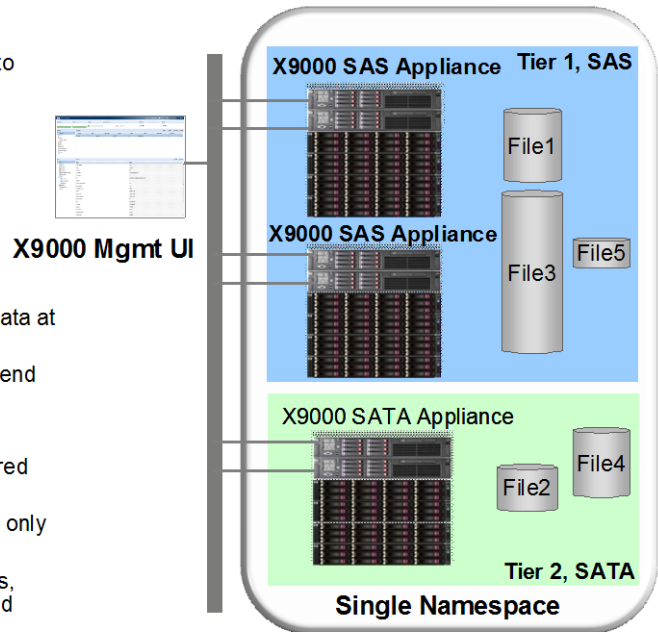 to
X9000 Mgmt UI
ata at
end
red
only
s,
d
X9000 SAS Appliance
Tier 1, SAS
File1
X9000 SAS Appliance
File3
File5
X9000 SATA Appliance
File2
File4
Tier 2, SATA
Single Namespace